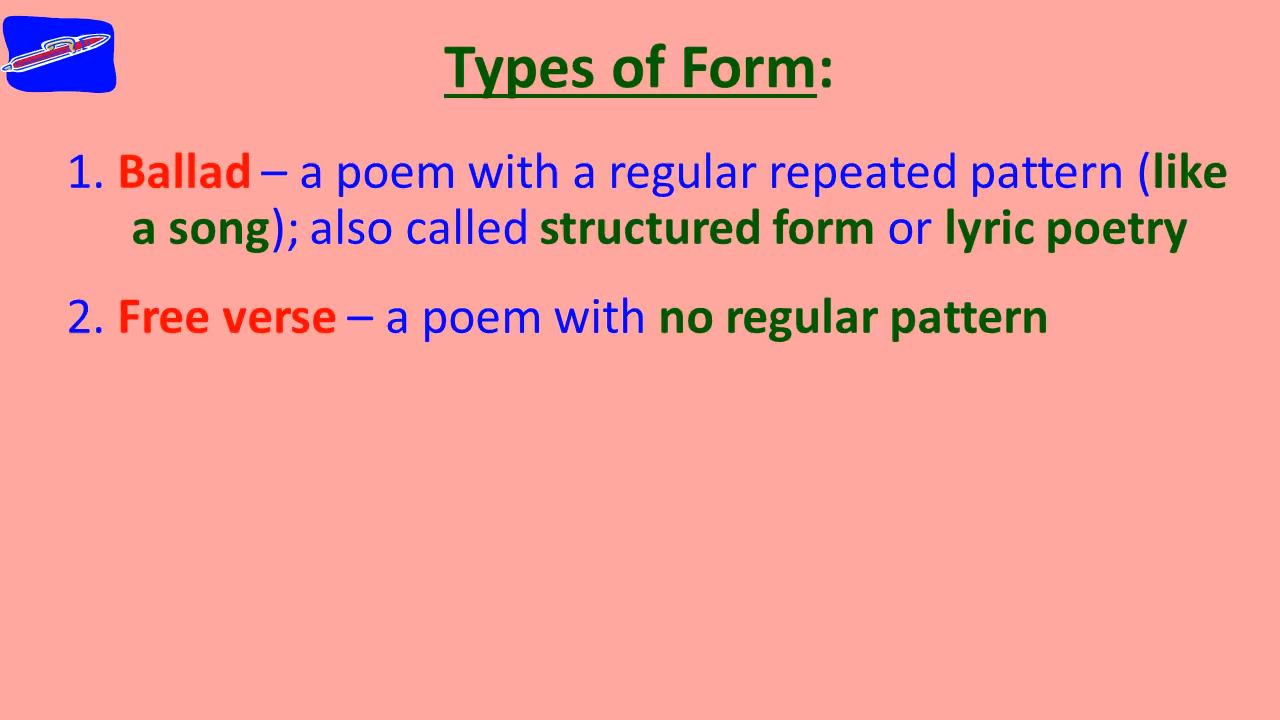 Types of Form:
1. Ballad – a poem with a regular repeated pattern (like
a song); also called structured form or lyric poetry
2. Free verse – a poem with no regular pattern